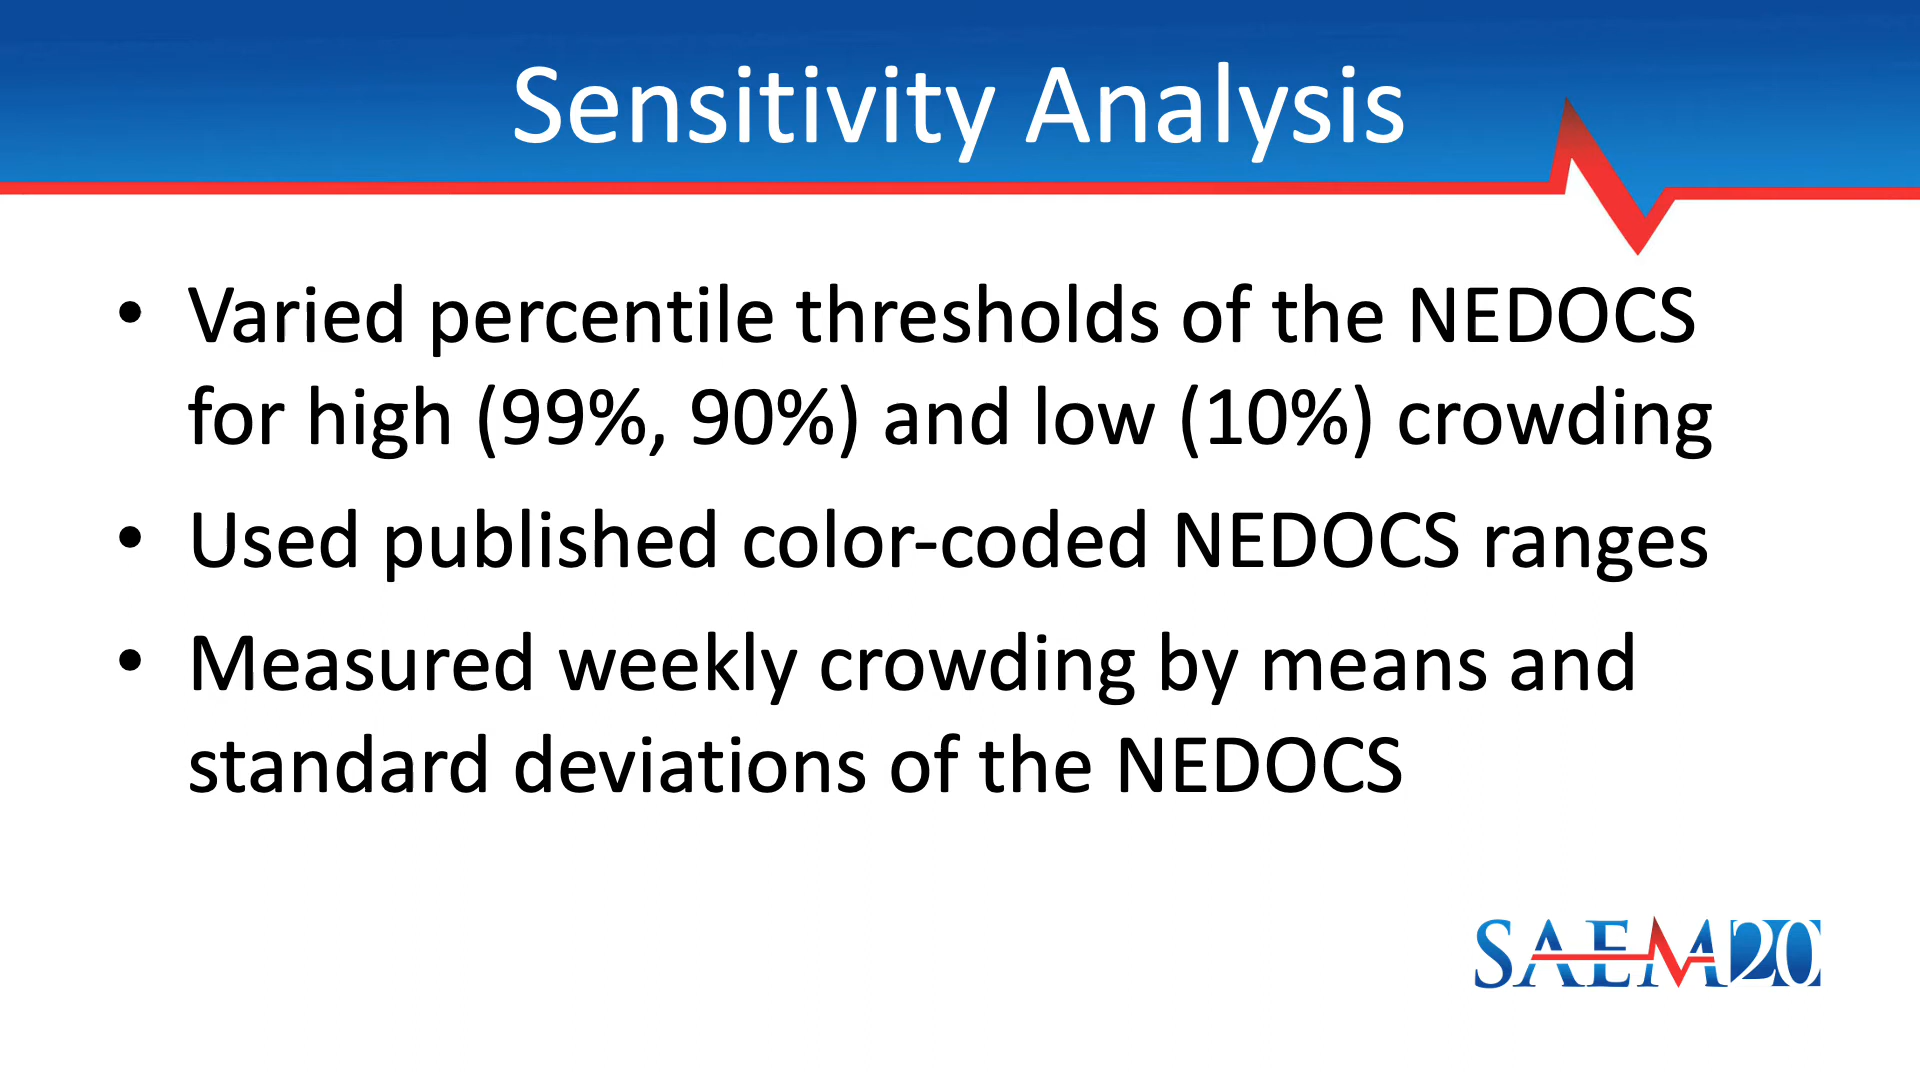 Sensitivity Analysis
• Varied percentile thresholds of the NEDOCS
for high (99%, 90%) and low (10%) crowding
• Used published color-coded NEDOCS ranges
• Measured weekly crowding by means and
standard deviations of the NEDOCS
SAEM20